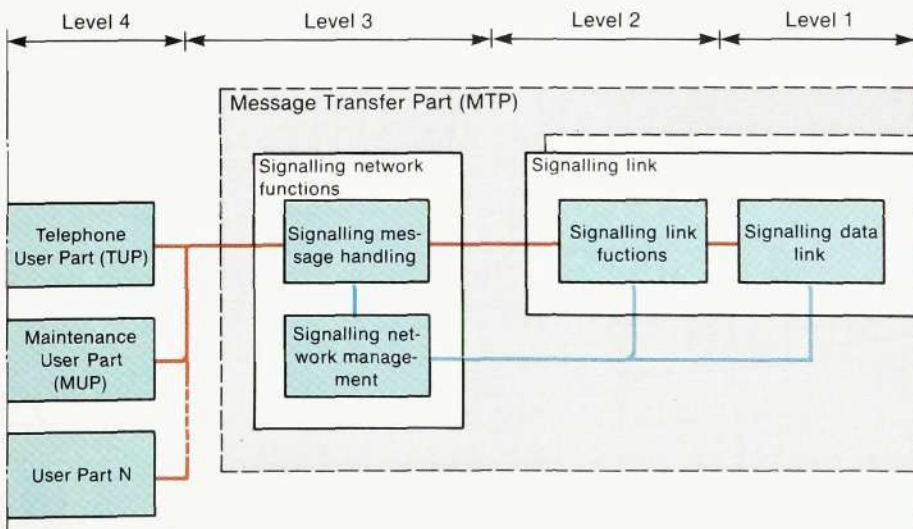 Level 4
Level 3
Level 2
Level 1
Message Transfer Part (MTP)
Signalling network
functions
Signalling link
Telephone
User Part (TUP)
Signalling mes-
sage handling
Signalling link
fuctions
Signalling data
link
Maintenance
User Part
(MUP)
Signalling net-
work manage-
ment
User Part N